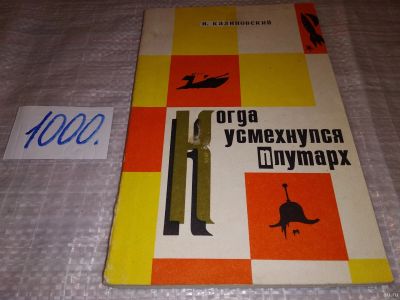 И. Калиновский
Когда
усмехнулся
Плутарх
1000.